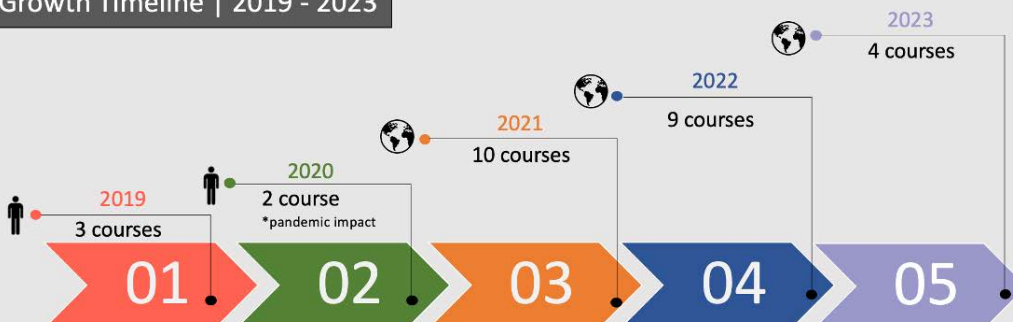 Growth Timeline | 2019 - 2023
2019
3 courses
2020
2 course
*pandemic impact
2021
10 courses
2022
9 courses
2023
4 courses
01
02
03
04
05